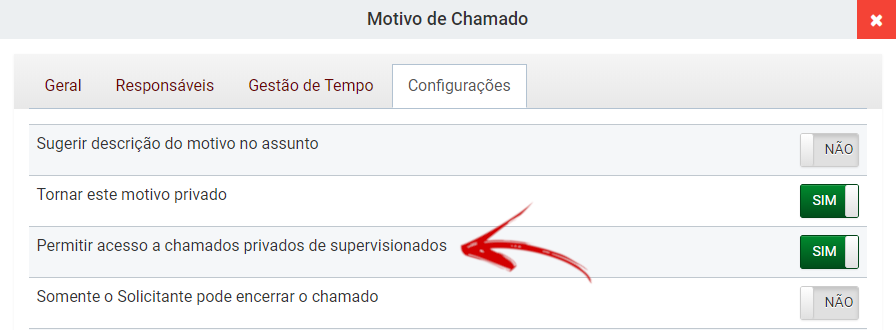 Motivo de Chamado
Geral Responsáveis Gestão de Tempo Configurações
Sugerir descrição do motivo no assunto NÃO
Tornar este motivo privado SIM
Permitir acesso a chamados privados de supervisionados SIM
Somente o Solicitante pode encerrar o chamado NÃO